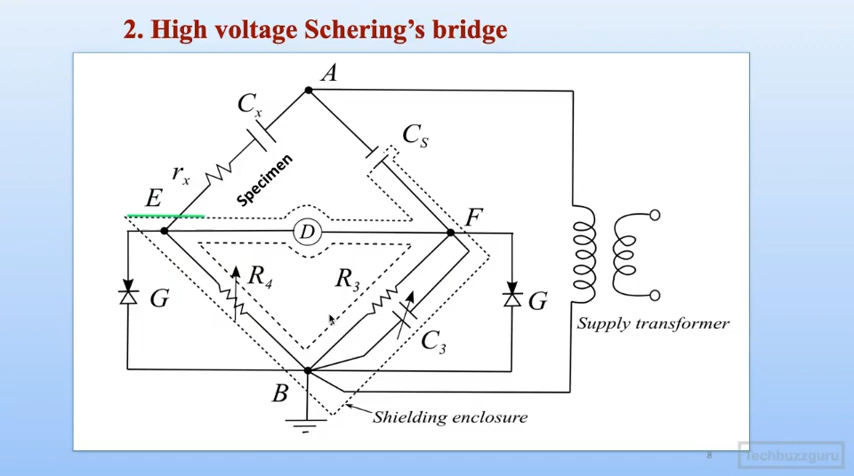 2. High voltage Schering's bridge
A
Cₓ
Cₛ
rₓ
Specimen
E
F
D
R₄
R₃
G
G
C₃
Supply transformer
B
Shielding enclosure
8
Techbuzzguru